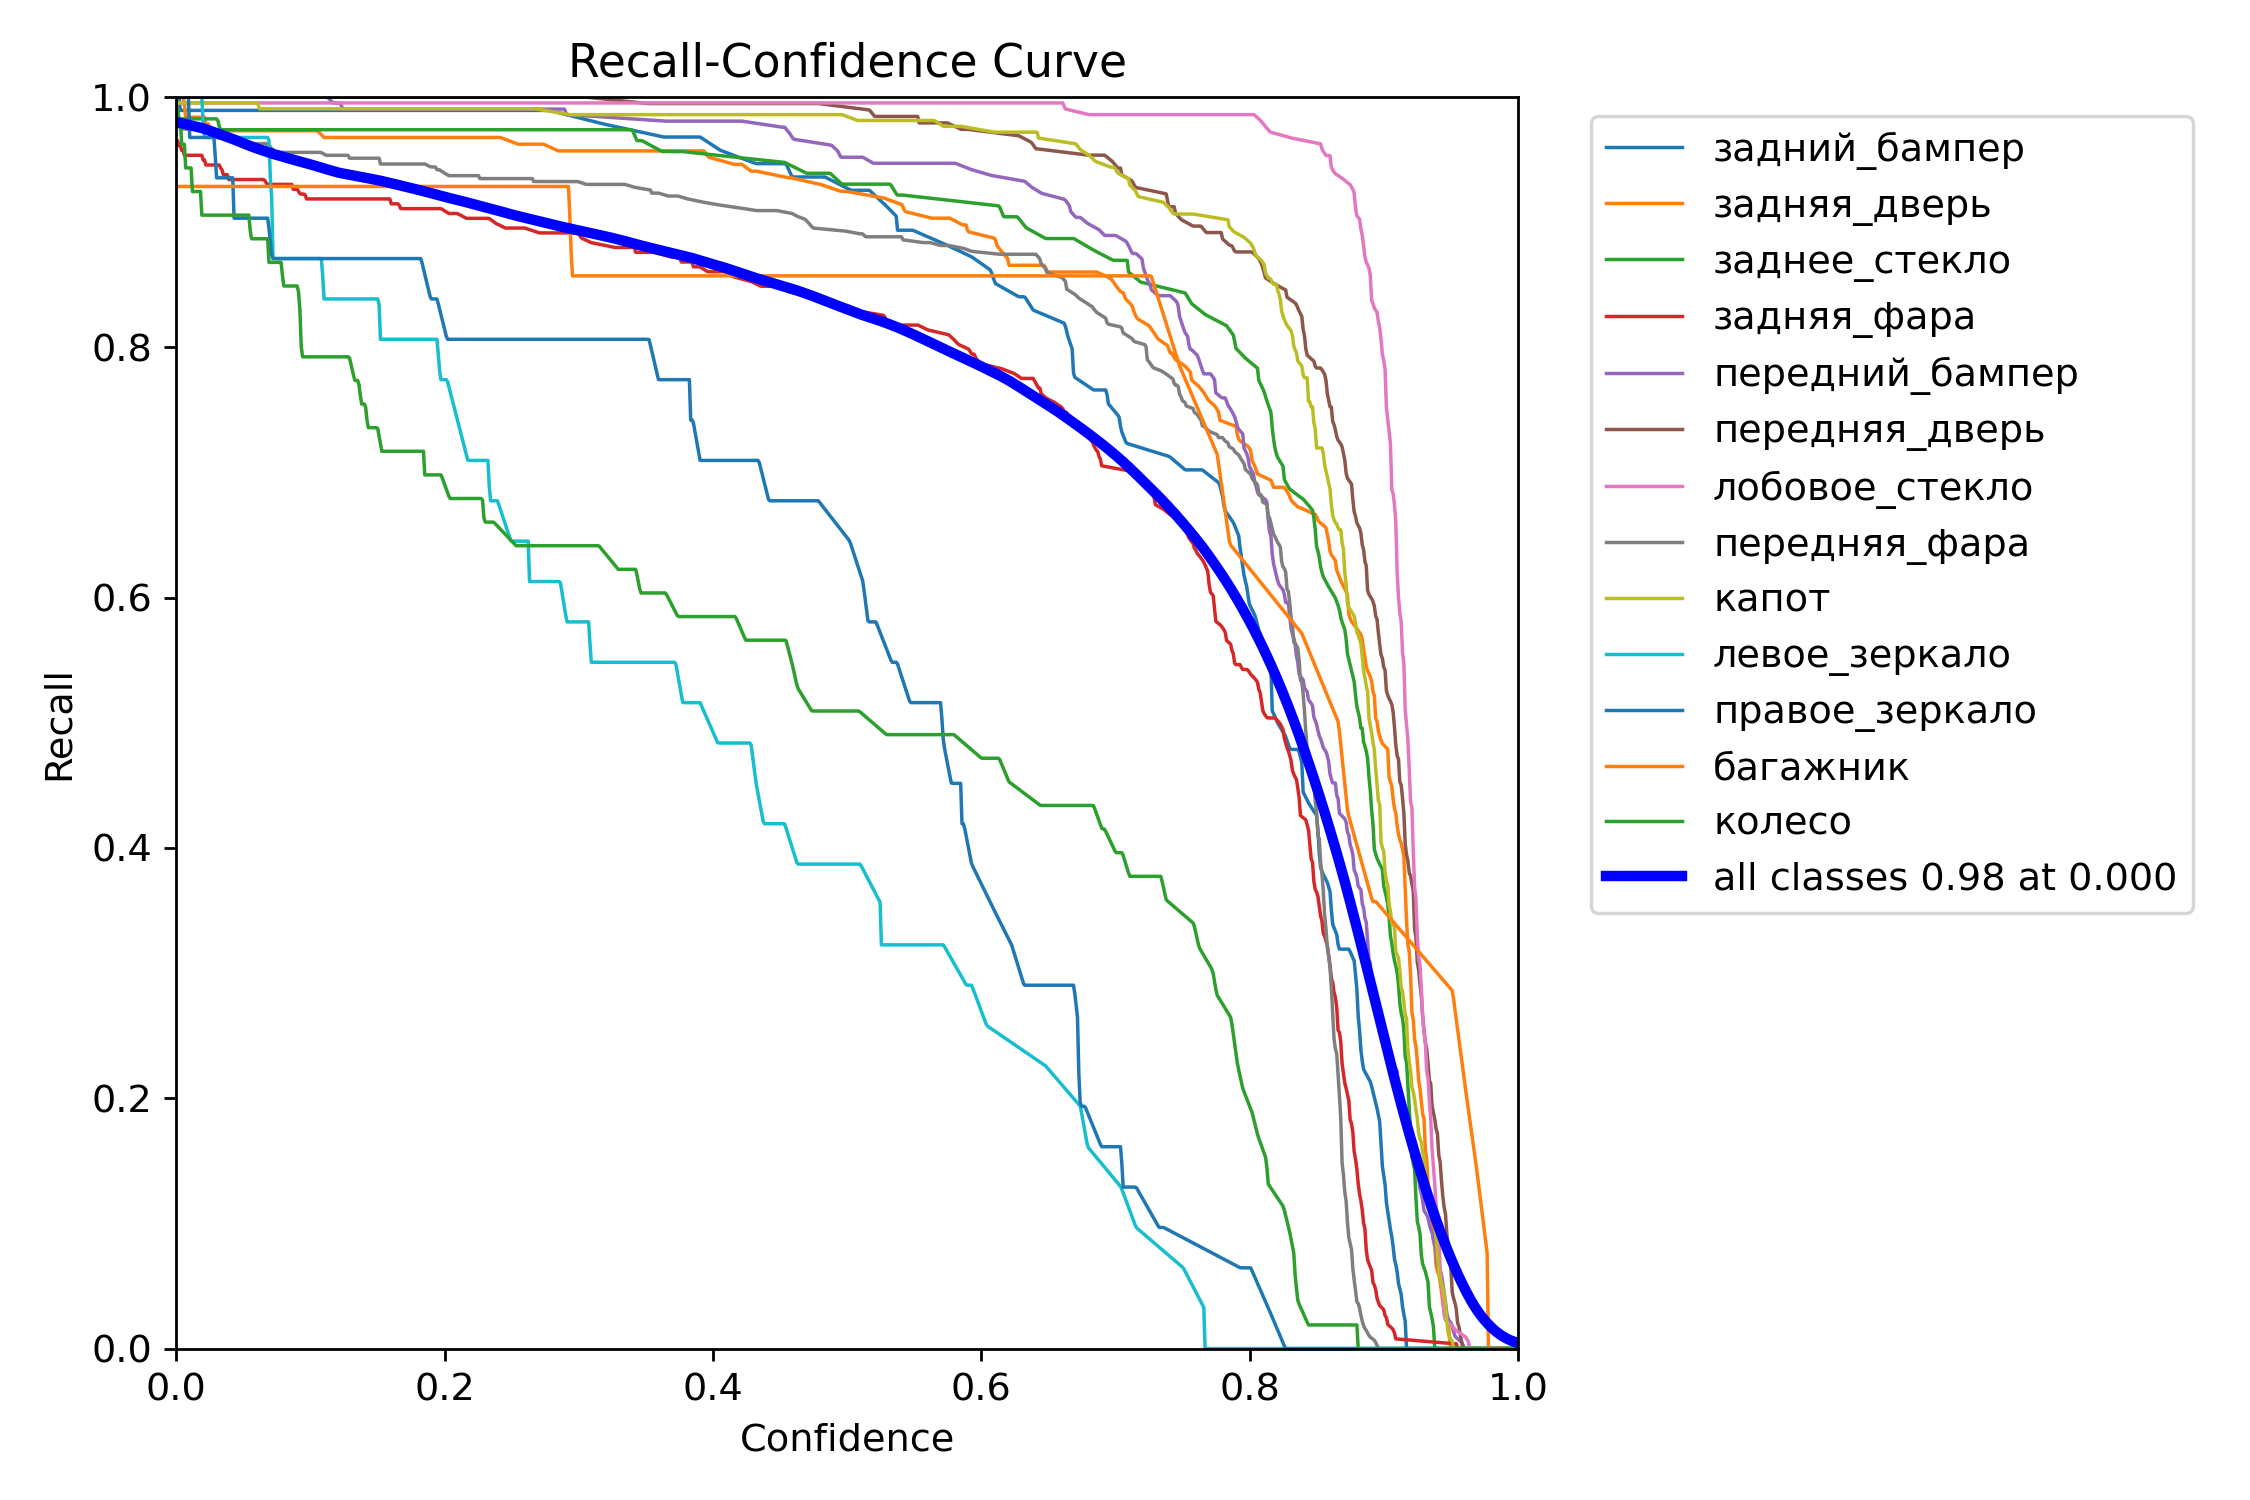 Recall-Confidence Curve
1.0
0.8
0.6
0.4
0.2
0.0
Recall
0.0 0.2 0.4 0.6 0.8 1.0
Confidence
задний_бампер
задняя_дверь
заднее_стекло
задняя_фара
передний_бампер
передняя_дверь
лобовое_стекло
передняя_фара
капот
левое_зеркало
правое_зеркало
багажник
колесо
all classes 0.98 at 0.000